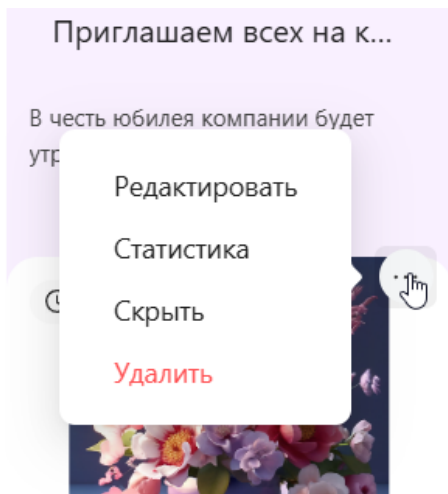 Приглашаем всех на к...
В честь юбилея компании будет
утр
Редактировать
Статистика
Скрыть
Удалить